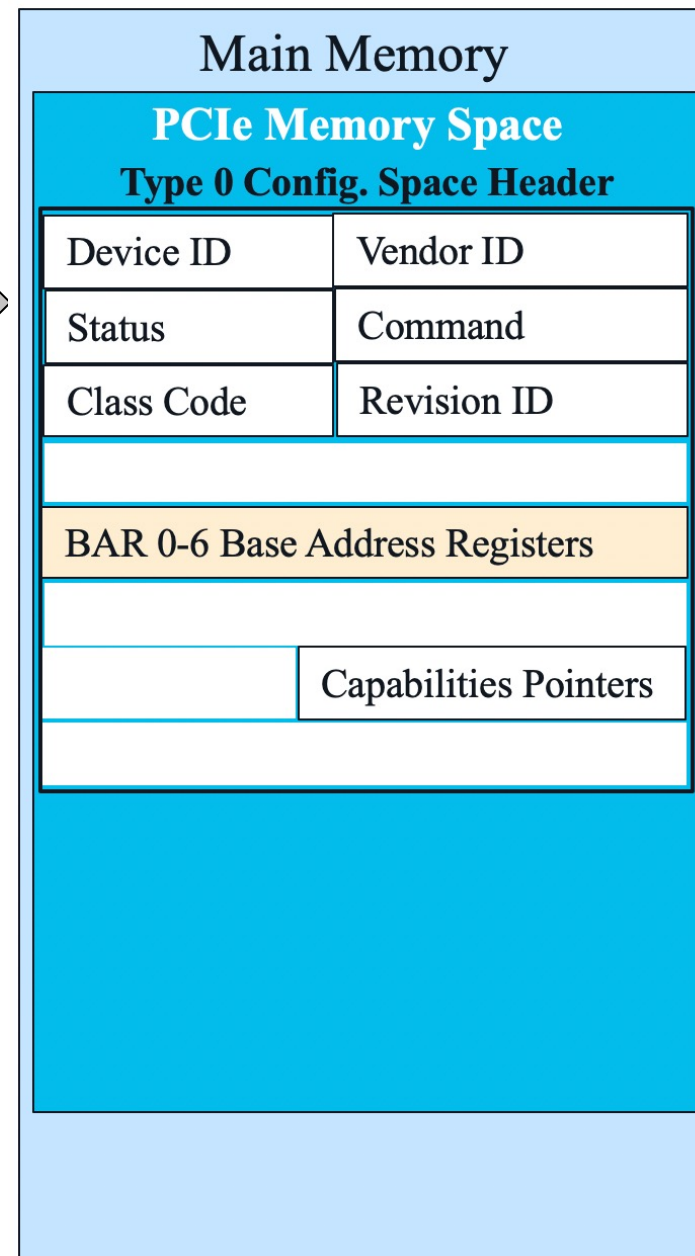 Main Memory
PCIe Memory Space
Type 0 Config. Space Header
Device ID Vendor ID
Status Command
Class Code Revision ID
BAR 0-6 Base Address Registers
Capabilities Pointers